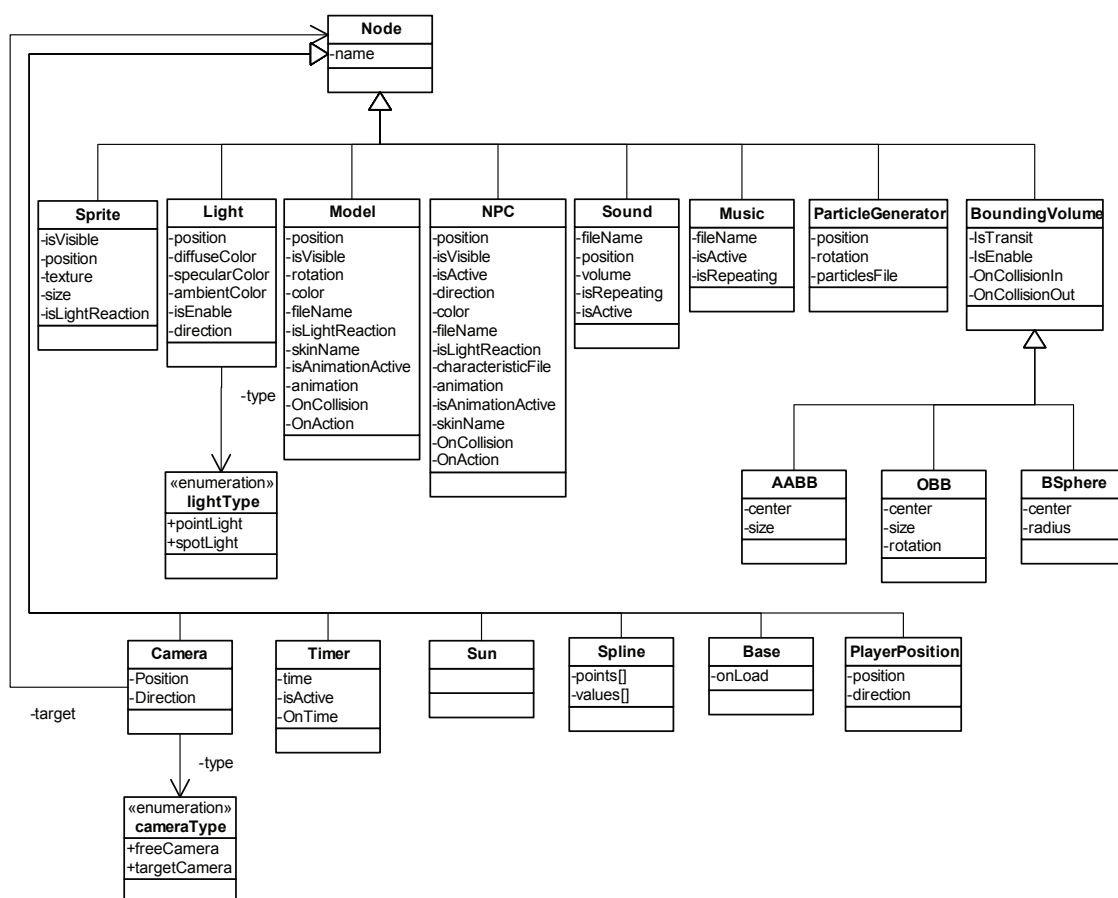 Node
-name
Sprite
-isVisible
-position
-texture
-size
-isLightReaction
Light
-position
-diffuseColor
-specularColor
-ambientColor
-isEnable
-direction
Model
-position
-isVisible
-rotation
-color
-fileName
-isLightReaction
-skinName
-isAnimationActive
-animation
-OnCollision
-OnAction
NPC
-position
-isVisible
-isActive
-direction
-color
-fileName
-isLightReaction
-characteristicFile
-animation
-isAnimationActive
-skinName
-OnCollision
-OnAction
Sound
-fileName
-position
-volume
-isRepeating
-isActive
Music
-fileName
-isActive
-isRepeating
ParticleGenerator
-position
-rotation
-particlesFile
BoundingVolume
-IsTransit
-IsEnable
-OnCollisionIn
-OnCollisionOut
-type
«enumeration»
lightType
+pointLight
+spotLight
AABB
-center
-size
OBB
-center
-size
-rotation
BSphere
-center
-radius
Camera
-Position
-Direction
Timer
-time
-isActive
-OnTime
Sun
Spline
-points[]
-values[]
Base
-onLoad
PlayerPosition
-position
-direction
-target
-type
«enumeration»
cameraType
+freeCamera
+targetCamera